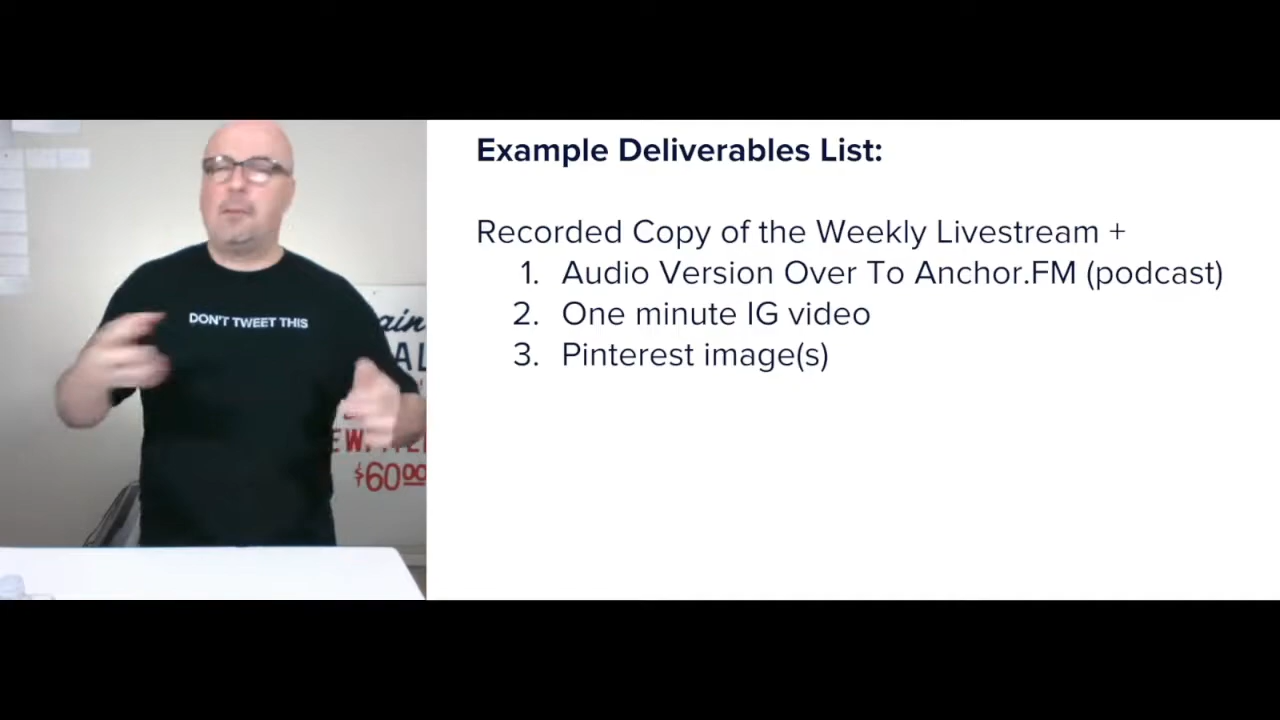 Example Deliverables List:
Recorded Copy of the Weekly Livestream +
1. Audio Version Over To Anchor.FM (podcast)
2. One minute IG video
3. Pinterest image(s)
DON'T TWEET THIS
$6000